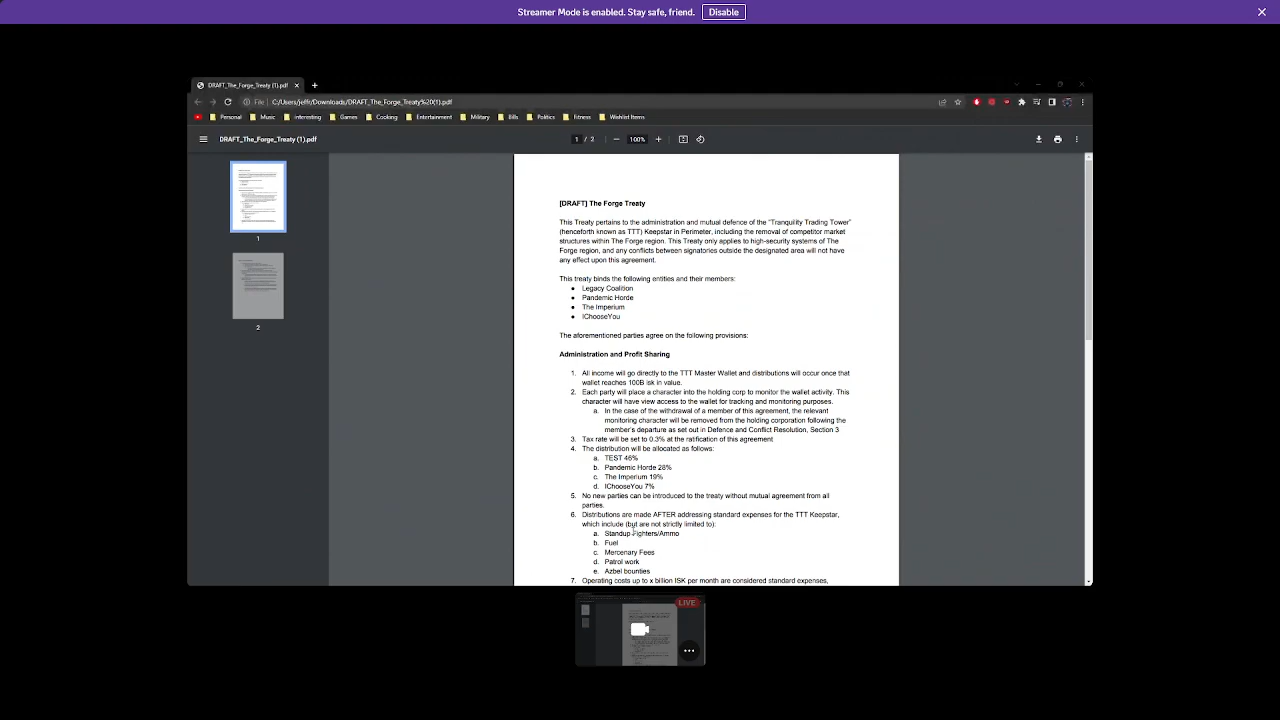 Streamer Mode is enabled. Stay safe, friend. Disable
DRAFT_The_Forge_Treaty (1).pdf
File C:/Users/jeffr/Downloads/DRAFT_The_Forge_Treaty%20(1).pdf
Personal Music Interesting Games Cooking Entertainment Military Bills Politics Fitness Wishlist Items
DRAFT_The_Forge_Treaty (1).pdf 1 / 2 100%
1
2
[DRAFT] The Forge Treaty
This Treaty pertains to the administration and mutual defence of the "Tranquility Trading Tower"
(henceforth known as TTT) Keepstar in Perimeter, including the removal of competitor market
structures within The Forge region. This Treaty only applies to high-security systems of The
Forge region, and any conflicts between signatories outside the designated area will not have
any effect upon this agreement.
This treaty binds the following entities and their members:
● Legacy Coalition
● Pandemic Horde
● The Imperium
● IChooseYou
The aforementioned parties agree on the following provisions:
Administration and Profit Sharing
1. All income will go directly to the TTT Master Wallet and distributions will occur once that
wallet reaches 100B isk in value.
2. Each party will place a character into the holding corp to monitor the wallet activity. This
character will have view access to the wallet for tracking and monitoring purposes.
a. In the case of the withdrawal of a member of this agreement, the relevant
monitoring character will be removed from the holding corporation following the
member's departure as set out in Defence and Conflict Resolution, Section 3
3. Tax rate will be set to 0.3% at the ratification of this agreement
4. The distribution will be allocated as follows:
a. TEST 46%
b. Pandemic Horde 28%
c. The Imperium 19%
d. IChooseYou 7%
5. No new parties can be introduced to the treaty without mutual agreement from all
parties.
6. Distributions are made AFTER addressing standard expenses for the TTT Keepstar,
which include (but are not strictly limited to):
a. Standup Fighters/Ammo
b. Fuel
c. Mercenary Fees
d. Patrol work
e. Azbel bounties
7. Operating costs up to x billion ISK per month are considered standard expenses,
LIVE